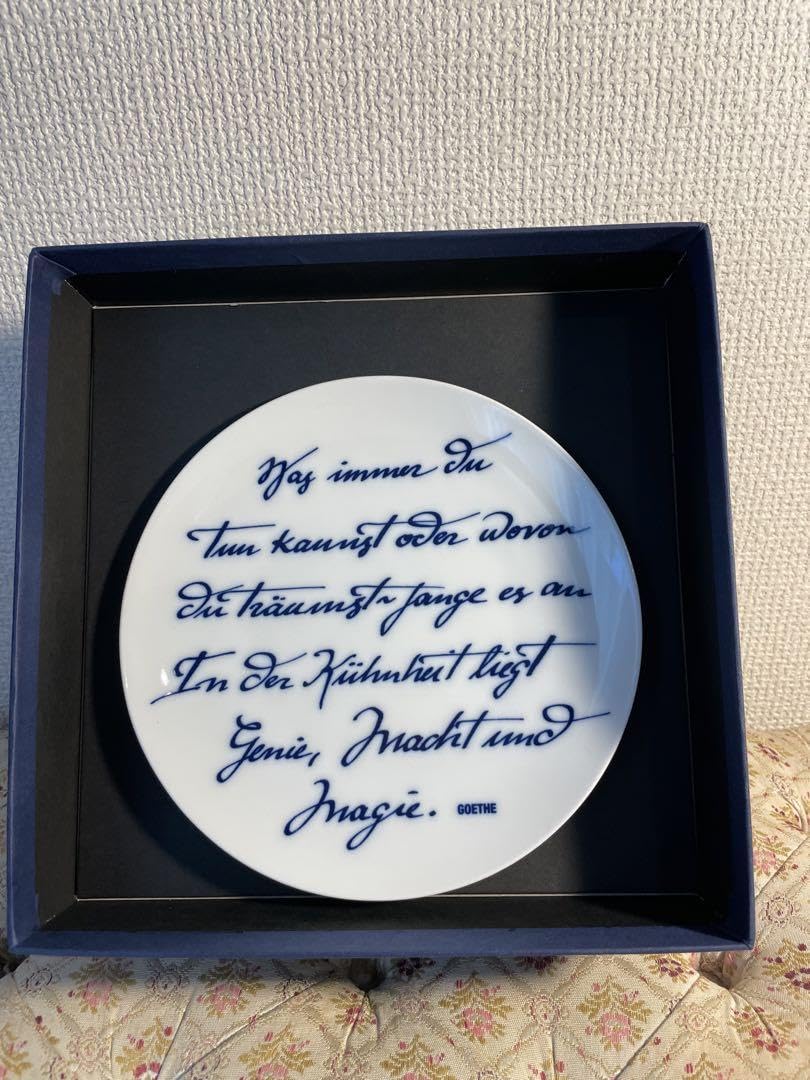 Was immer du
tun kannst oder wovon
du träumst - fange es an
In der Kühnheit liegt
Genie, Macht und
Magie. GOETHE